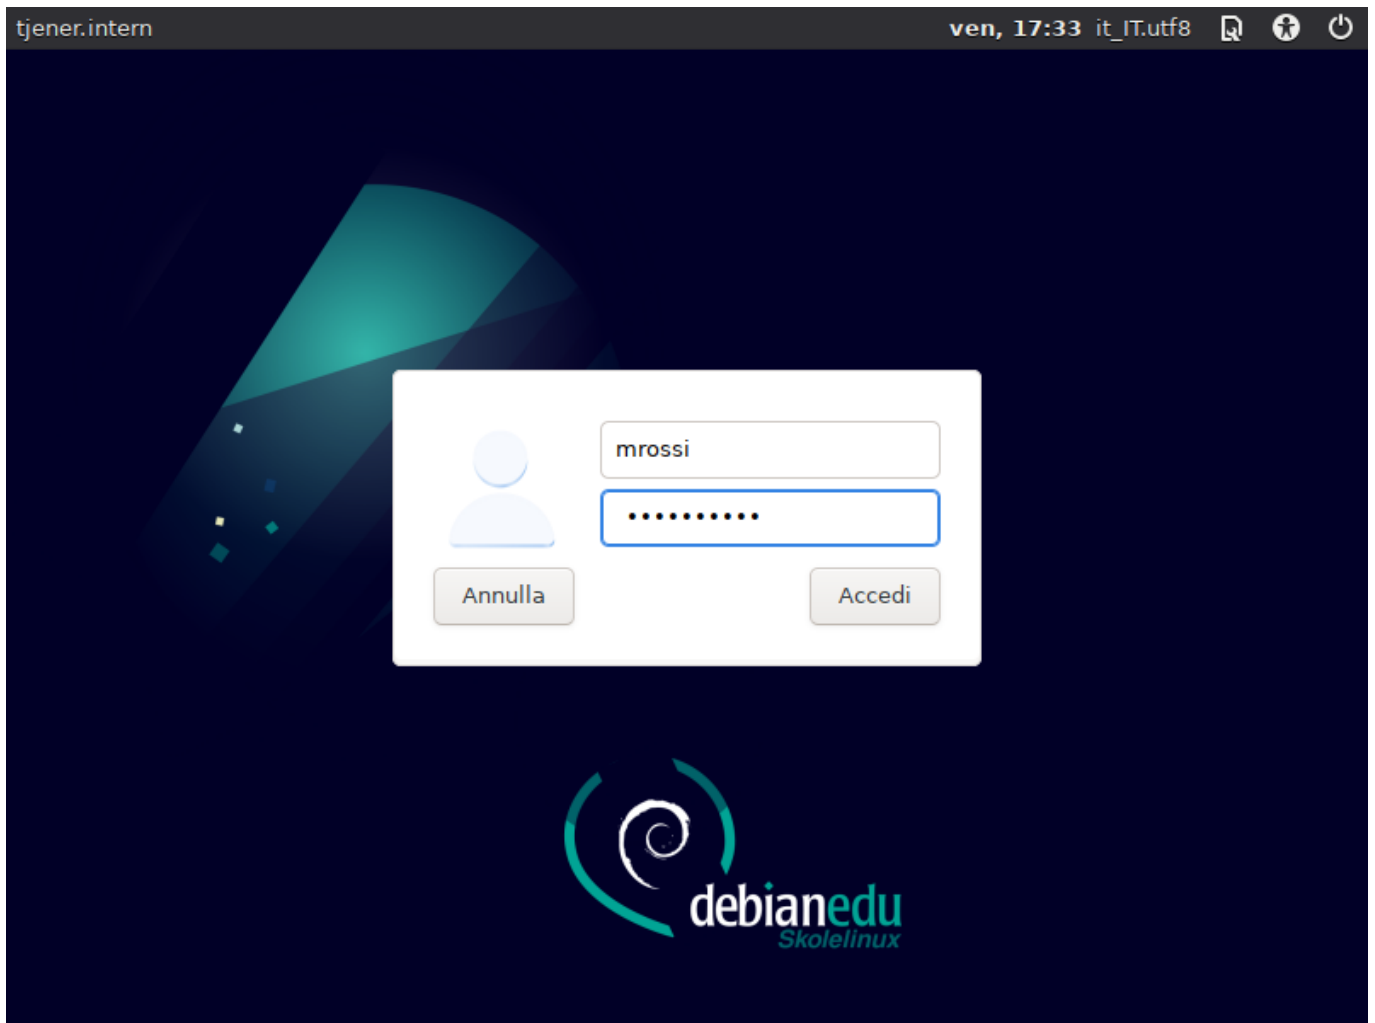 tjener.intern
ven, 17:33 it_IT.utf8
mrossi
••••••••••
Annulla
Accedi
debianedu
Skolelinux